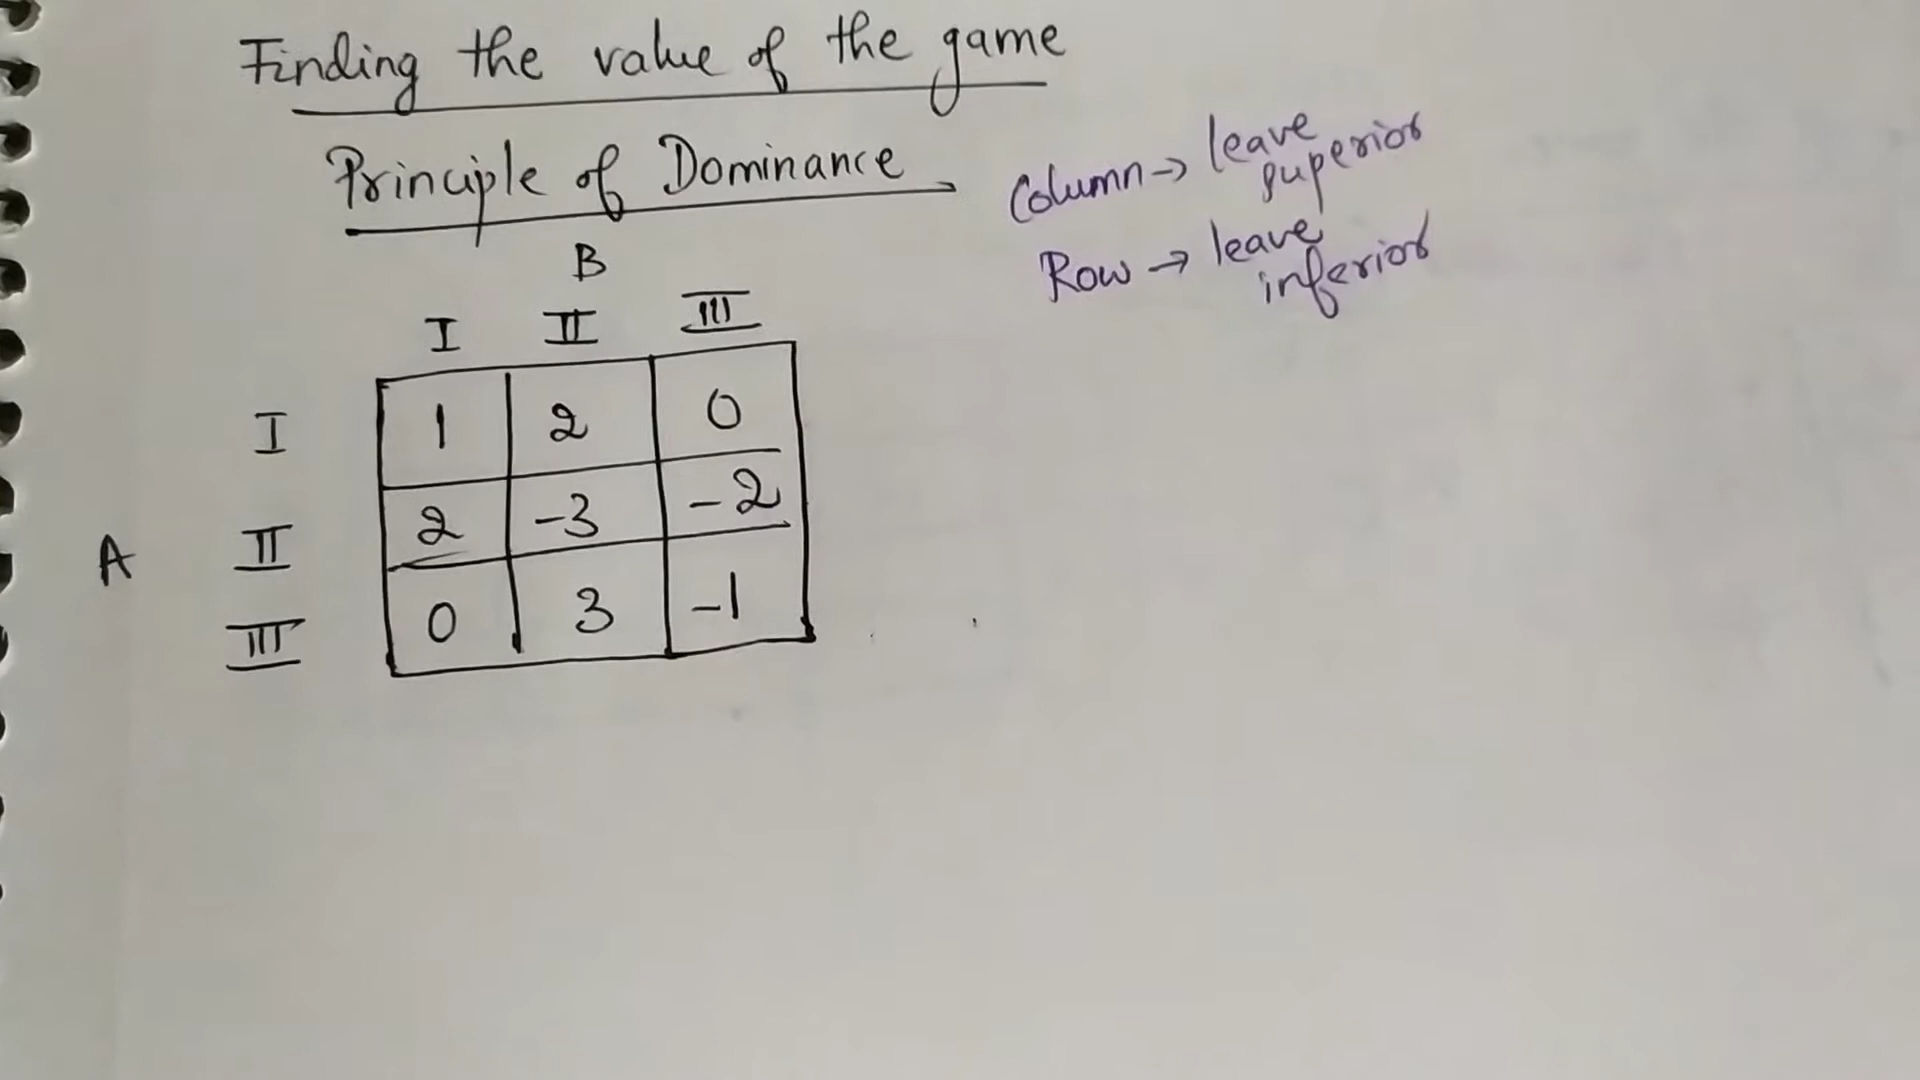 Finding the value of the game
Principle of Dominance
Column → leave superior
Row → leave inferior
B
I II III
I 1 2 0
A II 2 -3 -2
III 0 3 -1